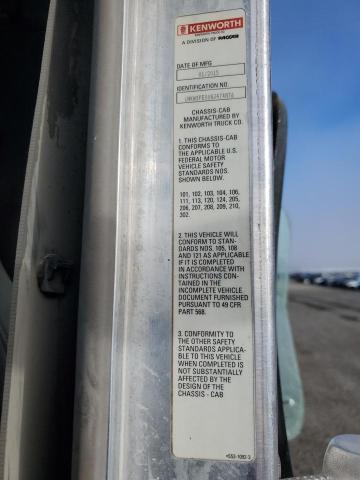 KENWORTH
A DIVISION OF PACCAR
DATE OF MFG
01/2015
IDENTIFICATION NO.
CHASSIS-CAB
MANUFACTURED BY
KENWORTH TRUCK CO.
1. THIS CHASSIS-CAB
CONFORMS TO
THE APPLICABLE U.S.
FEDERAL MOTOR
VEHICLE SAFETY
STANDARDS NOS.
SHOWN BELOW.
101, 102, 103, 104, 106,
111, 113, 120, 124, 205,
206, 207, 208, 209, 210,
302.
2. THIS VEHICLE WILL
CONFORM TO STAN-
DARDS NOS. 105, 108
AND 121 AS APPLICABLE
IF IT IS COMPLETED
IN ACCORDANCE WITH
INSTRUCTIONS CON-
TAINED IN THE
INCOMPLETE VEHICLE
DOCUMENT FURNISHED
PURSUANT TO 49 CFR
PART 568.
3. CONFORMITY TO
THE OTHER SAFETY
STANDARDS APPLICA-
BLE TO THIS VEHICLE
WHEN COMPLETED IS
NOT SUBSTANTIALLY
AFFECTED BY THE
DESIGN OF THE
CHASSIS - CAB